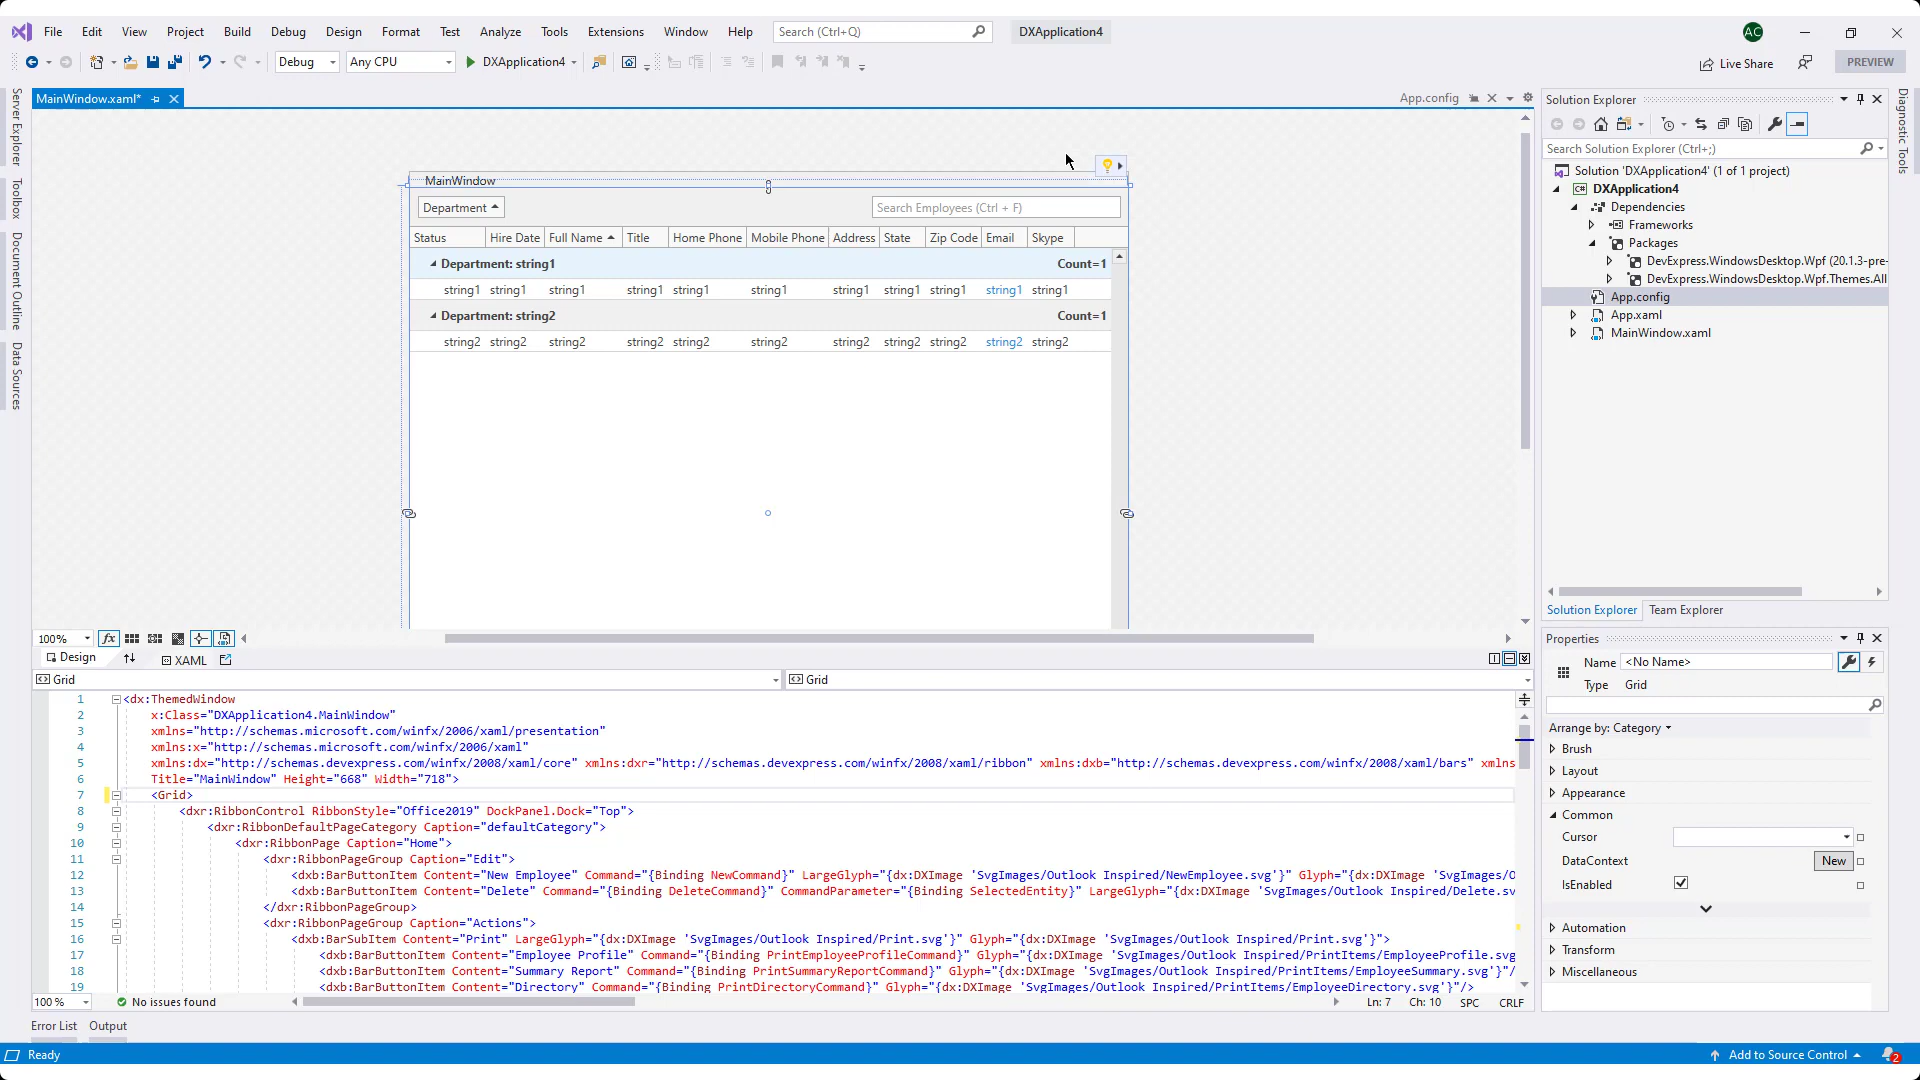 File Edit View Project Build Debug Design Format Test Analyze Tools Extensions Window Help Search (Ctrl+Q) DXApplication4 AC
Debug Any CPU DXApplication4 Live Share PREVIEW
Server Explorer
Toolbox
Document Outline
Data Sources
MainWindow.xaml* App.config
MainWindow
Department Search Employees (Ctrl + F)
Status Hire Date Full Name Title Home Phone Mobile Phone Address State Zip Code Email Skype
Department: string1 Count=1
string1 string1 string1 string1 string1 string1 string1 string1 string1 string1 string1
Department: string2 Count=1
string2 string2 string2 string2 string2 string2 string2 string2 string2 string2 string2
100% fx
Design XAML
Grid Grid
1 <dx:ThemedWindow
2 x:Class="DXApplication4.MainWindow"
3 xmlns="http://schemas.microsoft.com/winfx/2006/xaml/presentation"
4 xmlns:x="http://schemas.microsoft.com/winfx/2006/xaml"
5 xmlns:dx="http://schemas.devexpress.com/winfx/2008/xaml/core" xmlns:dxr="http://schemas.devexpress.com/winfx/2008/xaml/ribbon" xmlns:dxb="http://schemas.devexpress.com/winfx/2008/xaml/bars" xmlns
6 Title="MainWindow" Height="668" Width="718">
7 <Grid>
8 <dxr:RibbonControl RibbonStyle="Office2019" DockPanel.Dock="Top">
9 <dxr:RibbonDefaultPageCategory Caption="defaultCategory">
10 <dxr:RibbonPage Caption="Home">
11 <dxr:RibbonPageGroup Caption="Edit">
12 <dxb:BarButtonItem Content="New Employee" Command="{Binding NewCommand}" LargeGlyph="{dx:DXImage 'SvgImages/Outlook Inspired/NewEmployee.svg'}" Glyph="{dx:DXImage 'SvgImages/O
13 <dxb:BarButtonItem Content="Delete" Command="{Binding DeleteCommand}" CommandParameter="{Binding SelectedEntity}" LargeGlyph="{dx:DXImage 'SvgImages/Outlook Inspired/Delete.sv
14 </dxr:RibbonPageGroup>
15 <dxr:RibbonPageGroup Caption="Actions">
16 <dxb:BarSubItem Content="Print" LargeGlyph="{dx:DXImage 'SvgImages/Outlook Inspired/Print.svg'}" Glyph="{dx:DXImage 'SvgImages/Outlook Inspired/Print.svg'}">
17 <dxb:BarButtonItem Content="Employee Profile" Command="{Binding PrintEmployeeProfileCommand}" Glyph="{dx:DXImage 'SvgImages/Outlook Inspired/PrintItems/EmployeeProfile.svg
18 <dxb:BarButtonItem Content="Summary Report" Command="{Binding PrintSummaryReportCommand}" Glyph="{dx:DXImage 'SvgImages/Outlook Inspired/PrintItems/EmployeeSummary.svg'}"/
19 <dxb:BarButtonItem Content="Directory" Command="{Binding PrintDirectoryCommand}" Glyph="{dx:DXImage 'SvgImages/Outlook Inspired/PrintItems/EmployeeDirectory.svg'}"/>
100 % No issues found Ln: 7 Ch: 10 SPC CRLF
Error List Output
Ready Add to Source Control 2
Solution Explorer
Search Solution Explorer (Ctrl+;)
Solution 'DXApplication4' (1 of 1 project)
C# DXApplication4
Dependencies
Frameworks
Packages
DevExpress.WindowsDesktop.Wpf (20.1.3-pre-
DevExpress.WindowsDesktop.Wpf.Themes.All
App.config
App.xaml
MainWindow.xaml
Solution Explorer Team Explorer
Properties
Name <No Name>
Type Grid
Arrange by: Category
Brush
Layout
Appearance
Common
Cursor
DataContext New
IsEnabled
Automation
Transform
Miscellaneous
Diagnostic Tools